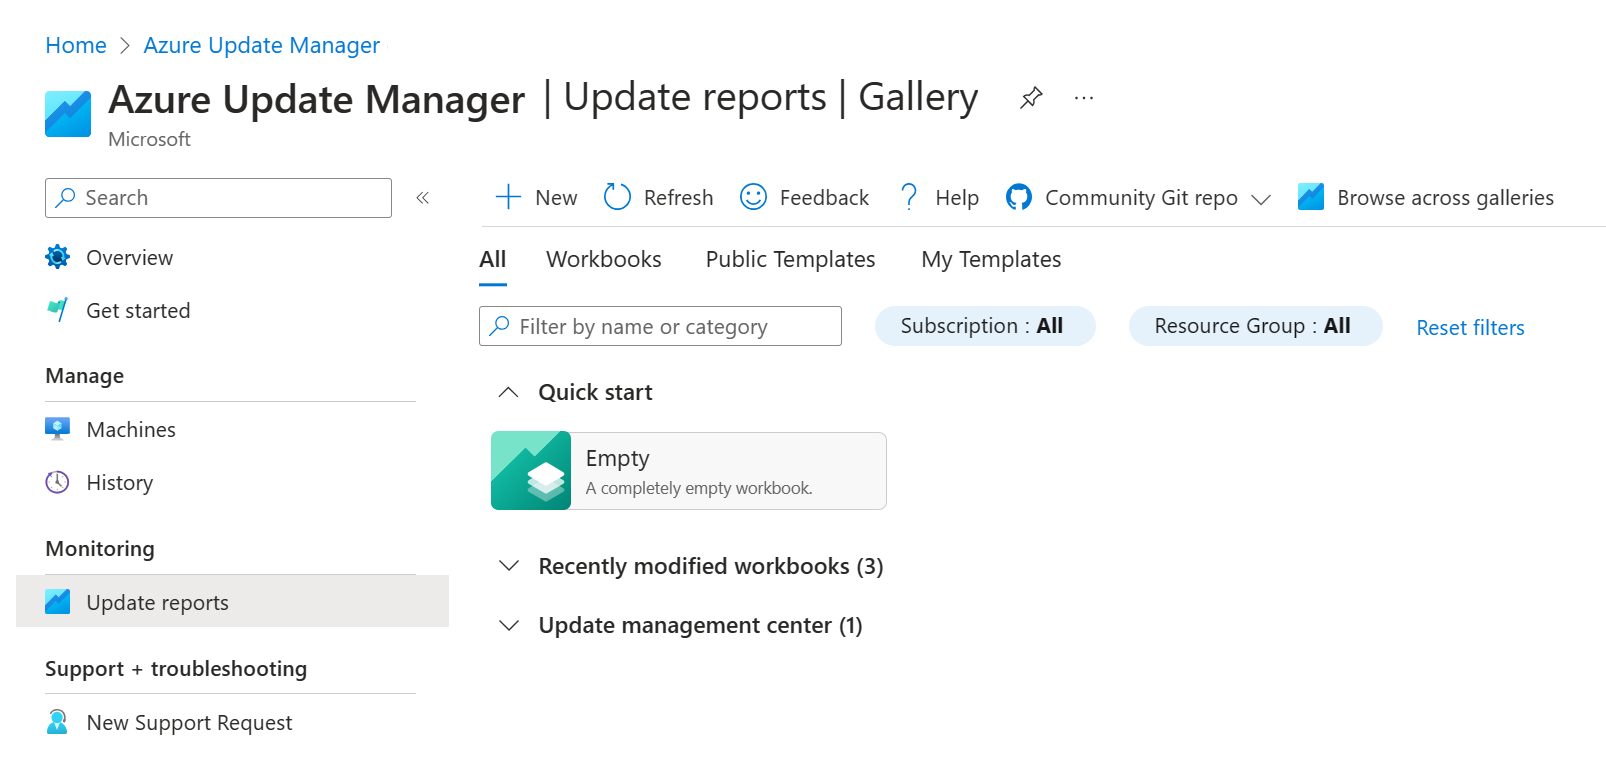 Home > Azure Update Manager
Azure Update Manager | Update reports | Gallery
Microsoft
Search
Overview
Get started
Manage
Machines
History
Monitoring
Update reports
Support + troubleshooting
New Support Request
New Refresh Feedback Help Community Git repo Browse across galleries
All Workbooks Public Templates My Templates
Filter by name or category Subscription : All Resource Group : All Reset filters
Quick start
Empty
A completely empty workbook.
Recently modified workbooks (3)
Update management center (1)